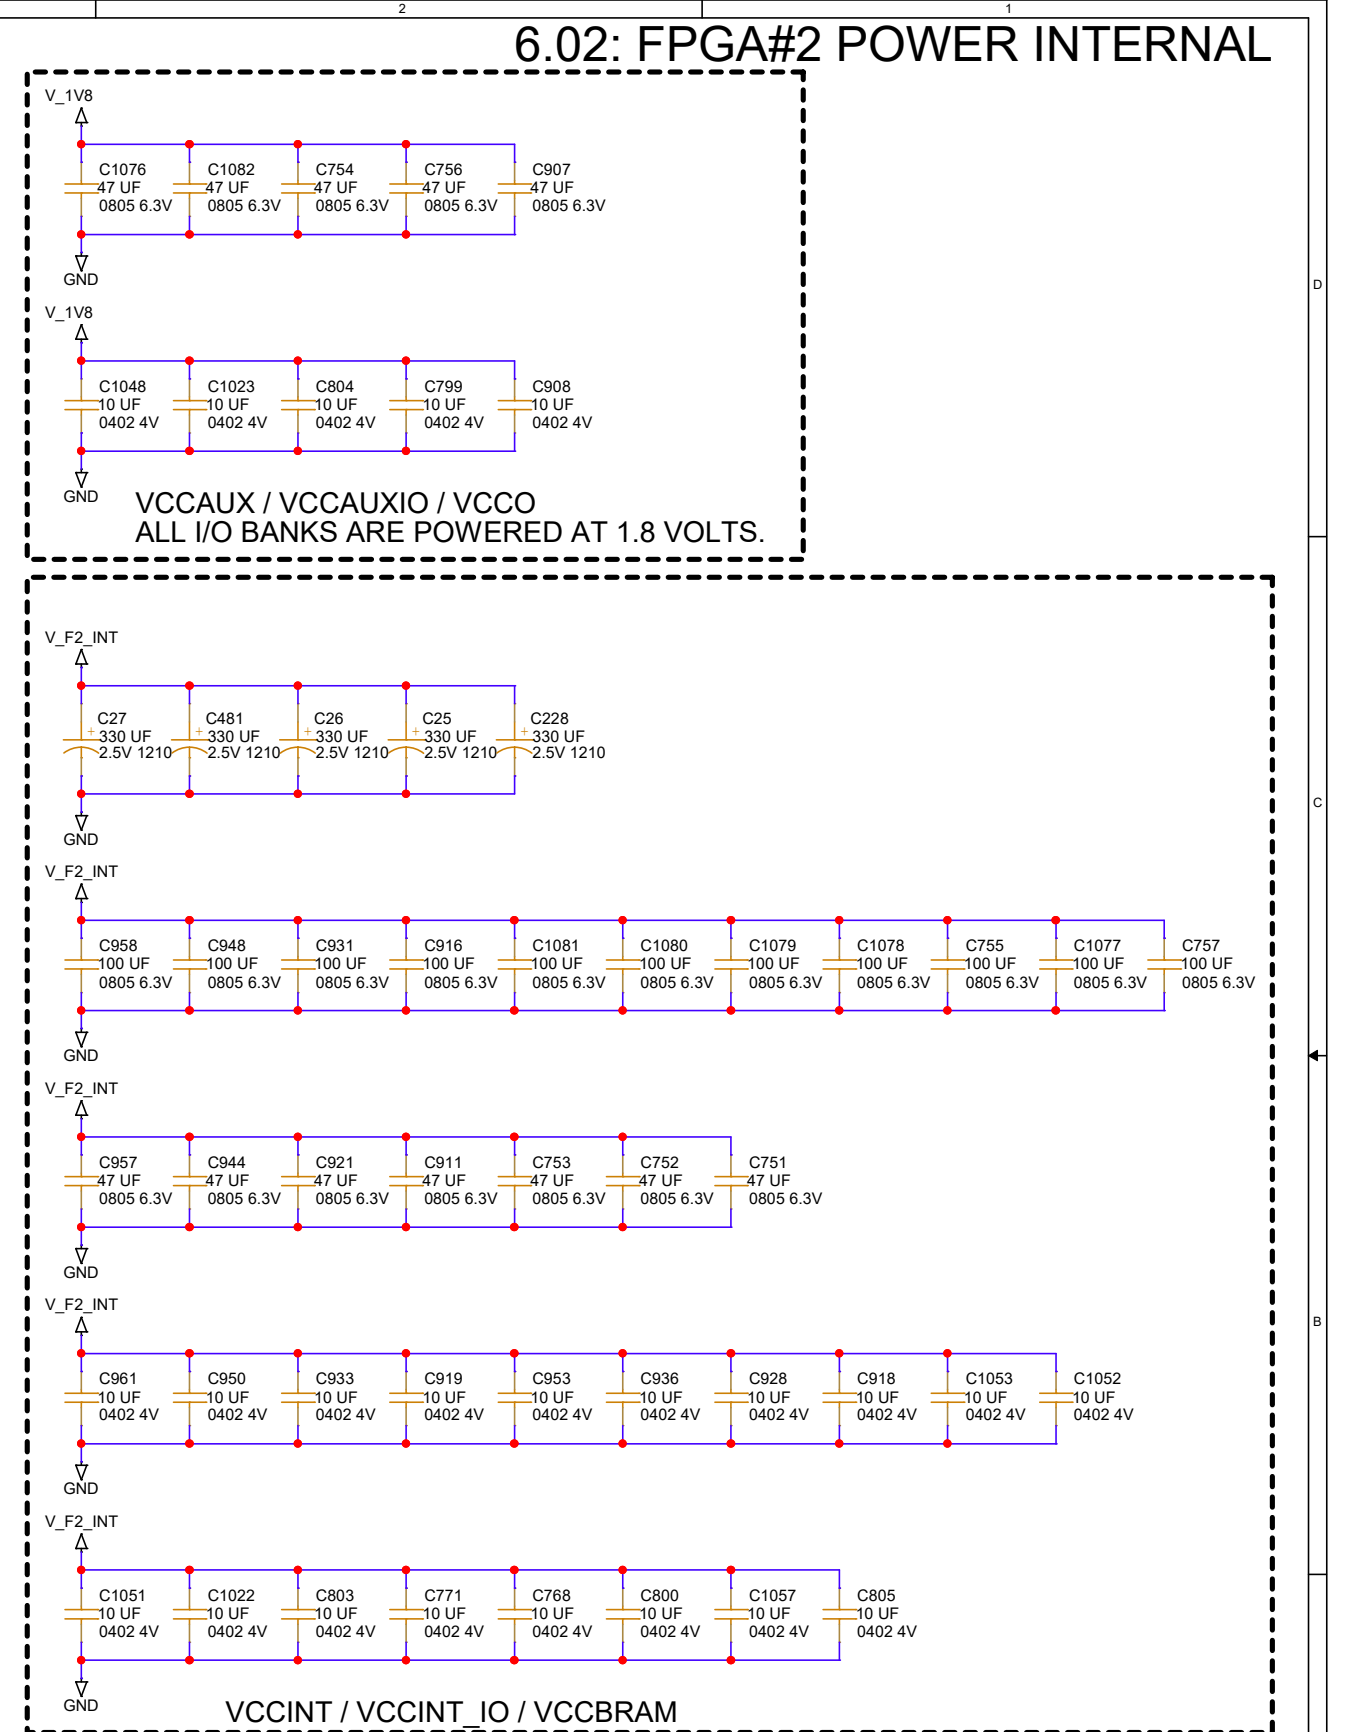 2 1
6.02: FPGA#2 POWER INTERNAL
V_1V8
C1076 C1082 C754 C756 C907
47 UF 47 UF 47 UF 47 UF 47 UF
0805 6.3V 0805 6.3V 0805 6.3V 0805 6.3V 0805 6.3V
GND
D
V_1V8
C1048 C1023 C804 C799 C908
10 UF 10 UF 10 UF 10 UF 10 UF
0402 4V 0402 4V 0402 4V 0402 4V 0402 4V
GND
VCCAUX / VCCAUXIO / VCCO
ALL I/O BANKS ARE POWERED AT 1.8 VOLTS.
V_F2_INT
C27 C481 C26 C25 C228
+ 330 UF + 330 UF + 330 UF + 330 UF + 330 UF
2.5V 1210 2.5V 1210 2.5V 1210 2.5V 1210 2.5V 1210
C
GND
V_F2_INT
C958 C948 C931 C916 C1081 C1080 C1079 C1078 C755 C1077 C757
100 UF 100 UF 100 UF 100 UF 100 UF 100 UF 100 UF 100 UF 100 UF 100 UF 100 UF
0805 6.3V 0805 6.3V 0805 6.3V 0805 6.3V 0805 6.3V 0805 6.3V 0805 6.3V 0805 6.3V 0805 6.3V 0805 6.3V 0805 6.3V
GND
V_F2_INT
C957 C944 C921 C911 C753 C752 C751
47 UF 47 UF 47 UF 47 UF 47 UF 47 UF 47 UF
0805 6.3V 0805 6.3V 0805 6.3V 0805 6.3V 0805 6.3V 0805 6.3V 0805 6.3V
GND
V_F2_INT
B
C961 C950 C933 C919 C953 C936 C928 C918 C1053 C1052
10 UF 10 UF 10 UF 10 UF 10 UF 10 UF 10 UF 10 UF 10 UF 10 UF
0402 4V 0402 4V 0402 4V 0402 4V 0402 4V 0402 4V 0402 4V 0402 4V 0402 4V 0402 4V
GND
V_F2_INT
C1051 C1022 C803 C771 C768 C800 C1057 C805
10 UF 10 UF 10 UF 10 UF 10 UF 10 UF 10 UF 10 UF
0402 4V 0402 4V 0402 4V 0402 4V 0402 4V 0402 4V 0402 4V 0402 4V
GND
VCCINT / VCCINT_IO / VCCBRAM